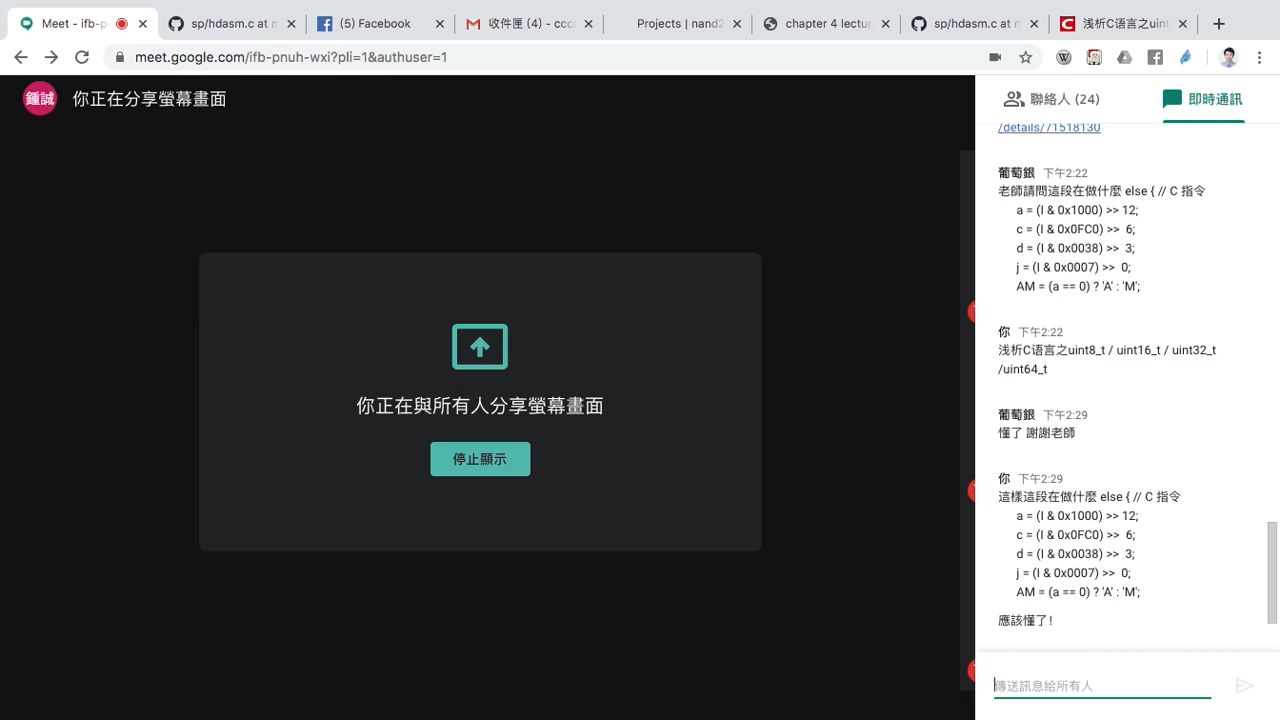 Meet - ifb-p
sp/hdasm.c at m
(5) Facebook
收件匣 (4) - ccc
Projects | nand2
chapter 4 lectur
sp/hdasm.c at m
浅析C语言之uint
meet.google.com/ifb-pnuh-wxi?pli=1&authuser=1
鍾誠
你正在分享螢幕畫面
你正在與所有人分享螢幕畫面
停止顯示
聯絡人 (24)
即時通訊
/details/71518130
葡萄銀 下午2:22
老師請問這段在做什麼 else { // C 指令
a = (I & 0x1000) >> 12;
c = (I & 0x0FC0) >> 6;
d = (I & 0x0038) >> 3;
j = (I & 0x0007) >> 0;
AM = (a == 0) ? 'A' : 'M';
你 下午2:22
浅析C语言之uint8_t / uint16_t / uint32_t
/uint64_t
葡萄銀 下午2:29
懂了 謝謝老師
你 下午2:29
這樣這段在做什麼 else { // C 指令
a = (I & 0x1000) >> 12;
c = (I & 0x0FC0) >> 6;
d = (I & 0x0038) >> 3;
j = (I & 0x0007) >> 0;
AM = (a == 0) ? 'A' : 'M';
應該懂了!
傳送訊息給所有人